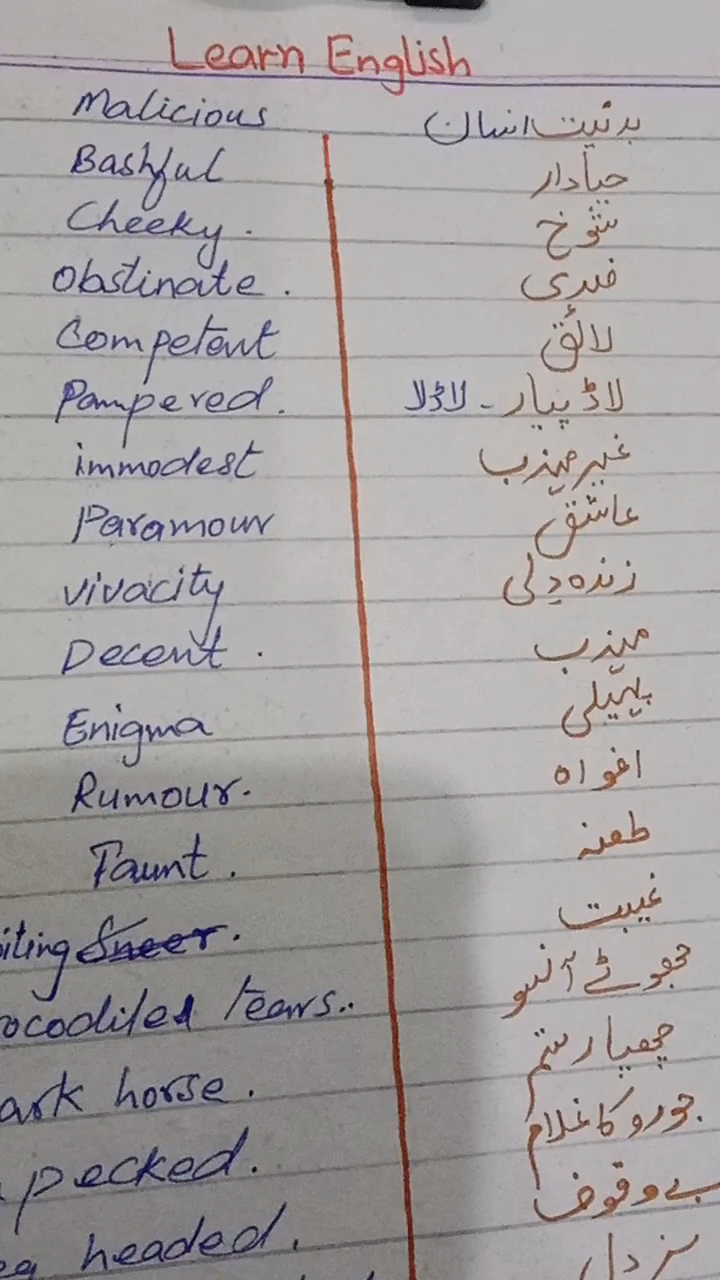 Learn English
Malicious بدنیت انسان
Bashful حیادار
Cheeky. شوخ
Obstinate. ضدی
Competent لائق
Pampered. لاڈ پیار - لاڈلا
immodest غیر مہذب
Paramour عاشق
vivacity زندہ دلی
Decent. مہذب
Enigma پہیلی
Rumour. افواہ
Taunt. طعنہ
iting Sneer. غیبت
ocodiled tears.. جھوٹے آنسو
ark horse. چھپا رستم
pecked. جورو کا غلام
headed. بے وقوف